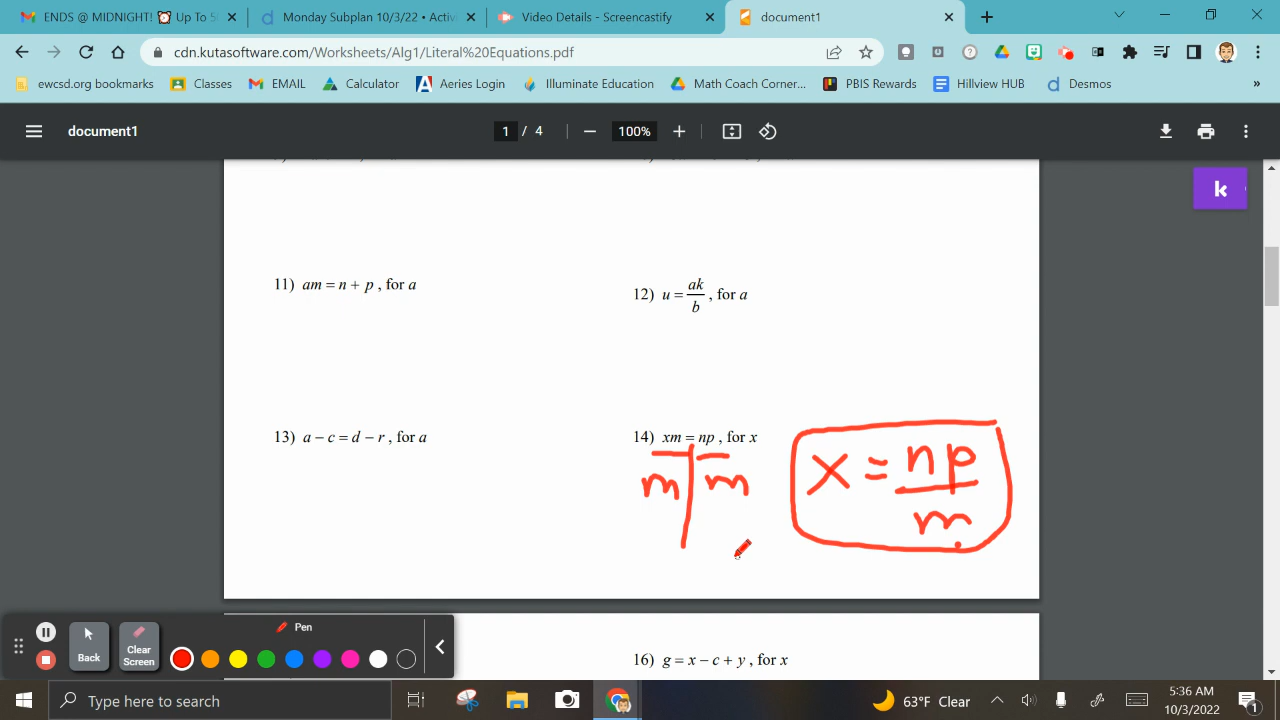 ENDS @ MIDNIGHT! ⏰ Up To 5
Monday Subplan 10/3/22 • Activi
Video Details - Screencastify
document1
cdn.kutasoftware.com/Worksheets/Alg1/Literal%20Equations.pdf
ewcsd.org bookmarks
Classes
EMAIL
Calculator
Aeries Login
Illuminate Education
Math Coach Corner...
PBIS Rewards
Hillview HUB
Desmos
»
document1
1 / 4
100%
k
11) am = n + p , for a
12) u = ak/b , for a
13) a − c = d − r , for a
14) xm = np , for x
m m
x = np/m
16) g = x − c + y , for x
Pen
Back
Clear Screen
Type here to search
63°F Clear
5:36 AM
10/3/2022
1